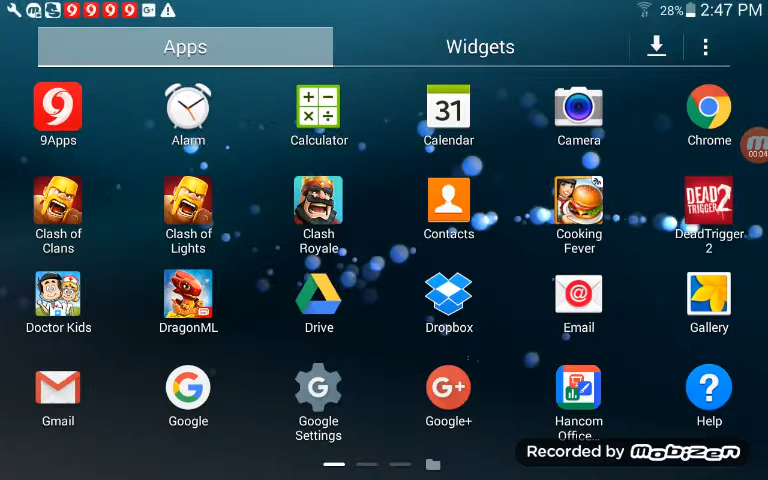 28% 2:47 PM
Apps Widgets
9Apps Alarm Calculator 31 Calendar Camera Chrome
00:04
DEAD
TRIGGER
2
Clash of Clans
Clash of Lights
Clash Royale
Contacts
Cooking Fever
DeadTrigger 2
Doctor Kids DragonML Drive Dropbox Email Gallery
Gmail Google Google Settings Google+ Hancom Office... Help
Recorded by MOBIZEN